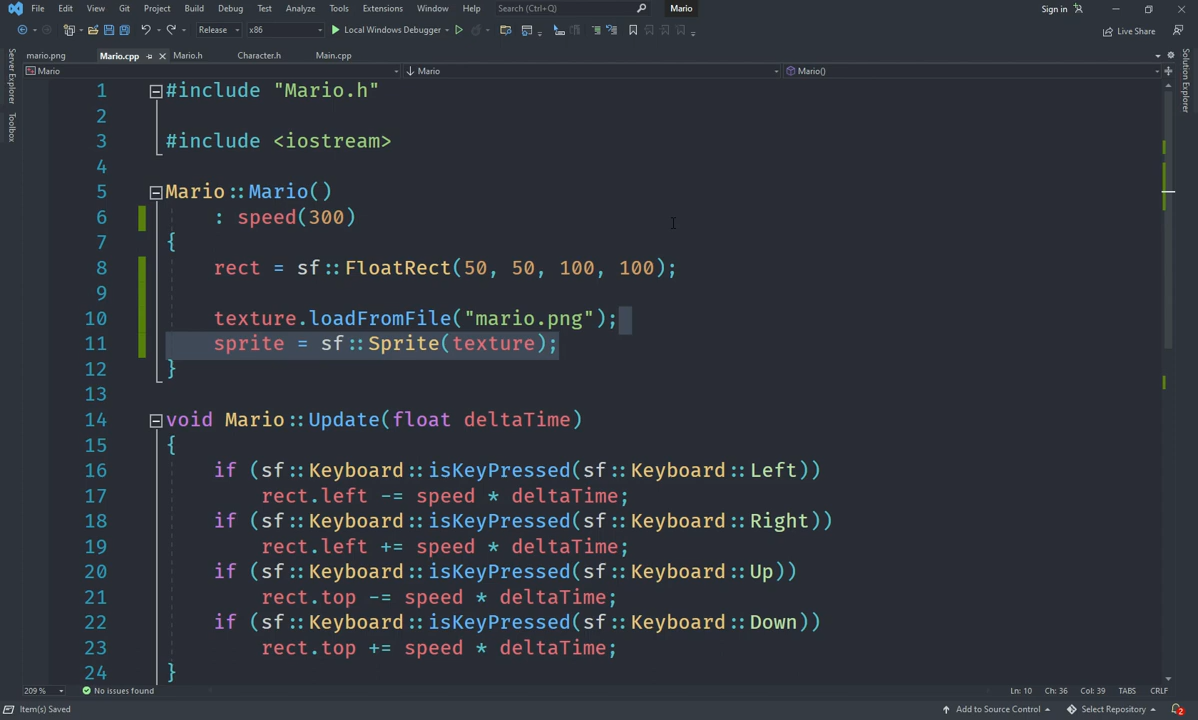 File Edit View Git Project Build Debug Test Analyze Tools Extensions Window Help Search (Ctrl+Q) Mario Sign in
Release x86 Local Windows Debugger Live Share
mario.png Mario.cpp Mario.h Character.h Main.cpp
Mario Mario Mario()
Server Explorer
Toolbox
Solution Explorer
1 #include "Mario.h"
2
3 #include <iostream>
4
5 Mario::Mario()
6 : speed(300)
7 {
8 rect = sf::FloatRect(50, 50, 100, 100);
9
10 texture.loadFromFile("mario.png");
11 sprite = sf::Sprite(texture);
12 }
13
14 void Mario::Update(float deltaTime)
15 {
16 if (sf::Keyboard::isKeyPressed(sf::Keyboard::Left))
17 rect.left -= speed * deltaTime;
18 if (sf::Keyboard::isKeyPressed(sf::Keyboard::Right))
19 rect.left += speed * deltaTime;
20 if (sf::Keyboard::isKeyPressed(sf::Keyboard::Up))
21 rect.top -= speed * deltaTime;
22 if (sf::Keyboard::isKeyPressed(sf::Keyboard::Down))
23 rect.top += speed * deltaTime;
24 }
209 % No issues found Ln: 10 Ch: 36 Col: 39 TABS CRLF
Item(s) Saved Add to Source Control Select Repository 2